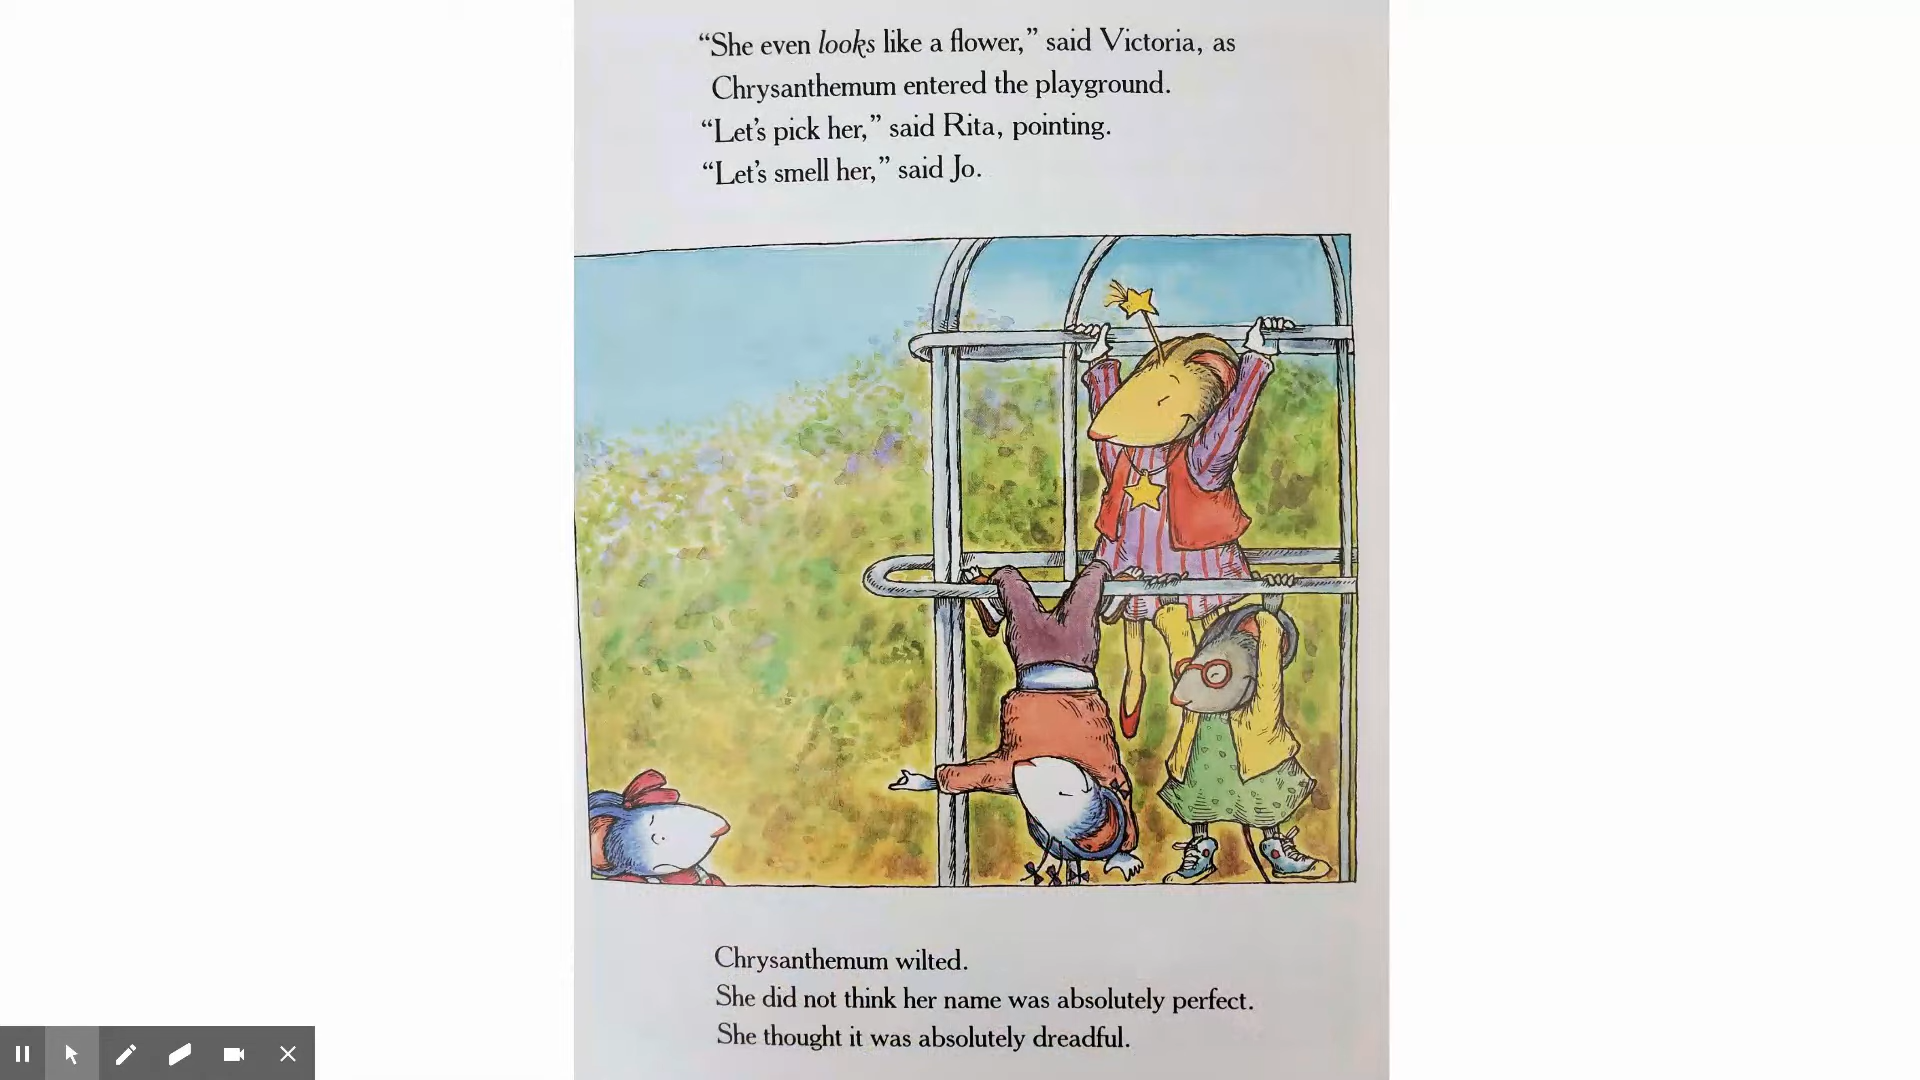 “She even looks like a flower,” said Victoria, as
Chrysanthemum entered the playground.
“Let’s pick her,” said Rita, pointing.
“Let’s smell her,” said Jo.
Chrysanthemum wilted.
She did not think her name was absolutely perfect.
She thought it was absolutely dreadful.